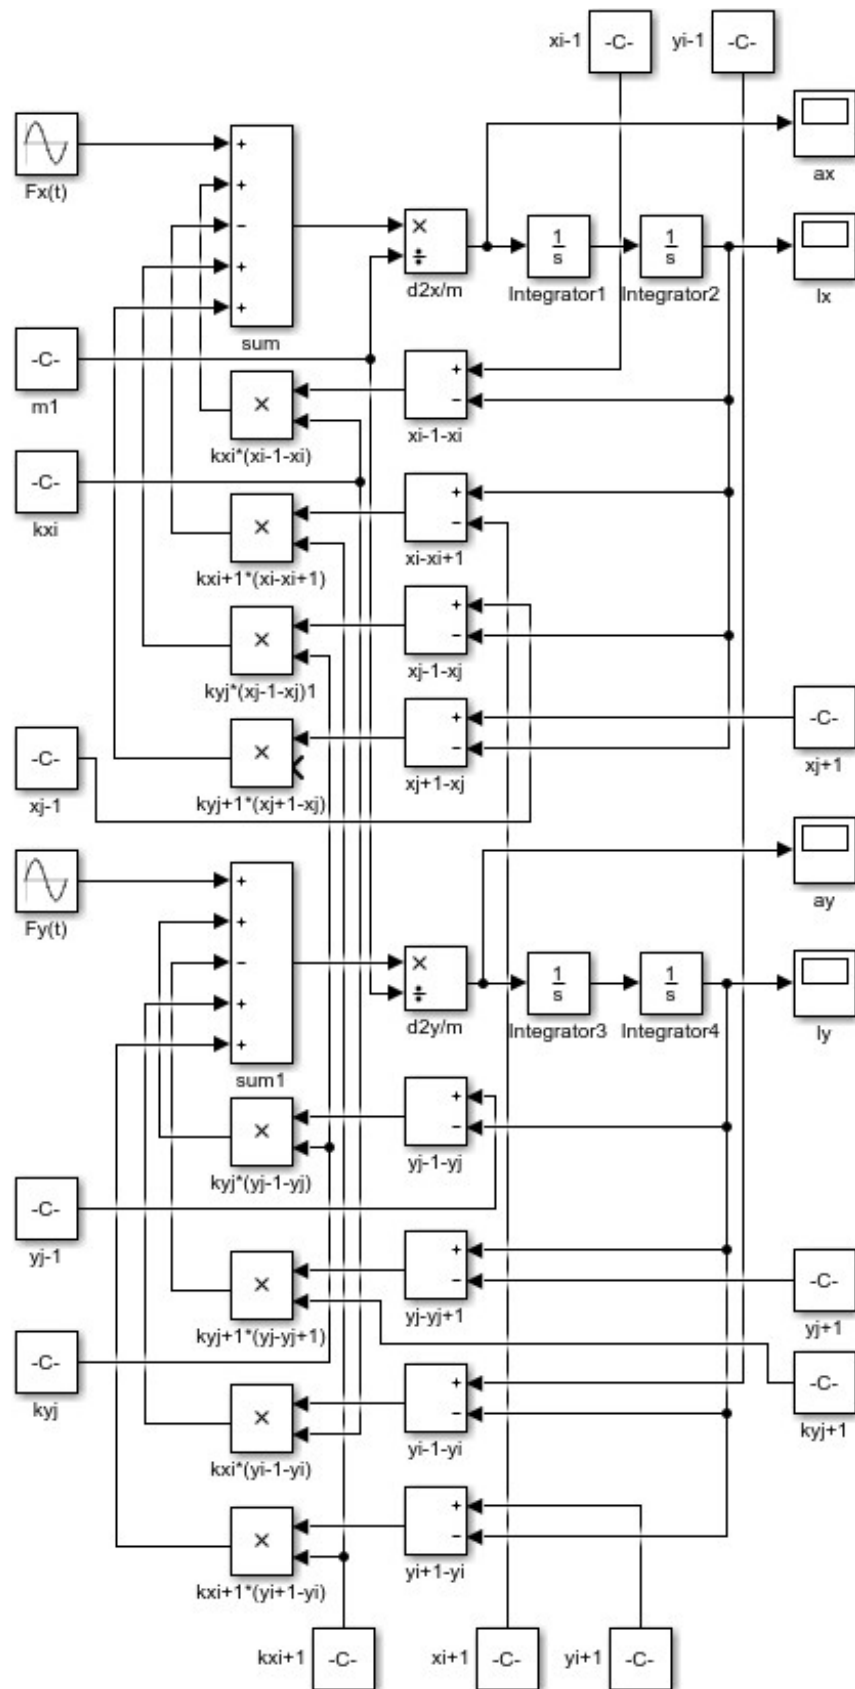 xi-1 -C- yi-1 -C-
Fx(t)
+
+
-
+
+
sum
×
÷
d2x/m
1
s
Integrator1
1
s
Integrator2
ax
lx
-C-
m1
×
kxi*(xi-1-xi)
+
-
xi-1-xi
-C-
kxi
×
kxi+1*(xi-xi+1)
+
-
xi-xi+1
×
kyj*(xj-1-xj)1
+
-
xj-1-xj
×
kyj+1*(xj+1-xj)
+
-
xj+1-xj
-C-
xj+1
-C-
xj-1
Fy(t)
+
+
-
+
+
sum1
×
÷
d2y/m
1
s
Integrator3
1
s
Integrator4
ay
ly
×
kyj*(yj-1-yj)
+
-
yj-1-yj
-C-
yj-1
×
kyj+1*(yj-yj+1)
+
-
yj-yj+1
-C-
yj+1
-C-
kyj
-C-
kyj+1
×
kxi*(yi-1-yi)
+
-
yi-1-yi
×
kxi+1*(yi+1-yi)
+
-
yi+1-yi
kxi+1 -C- xi+1 -C- yi+1 -C-